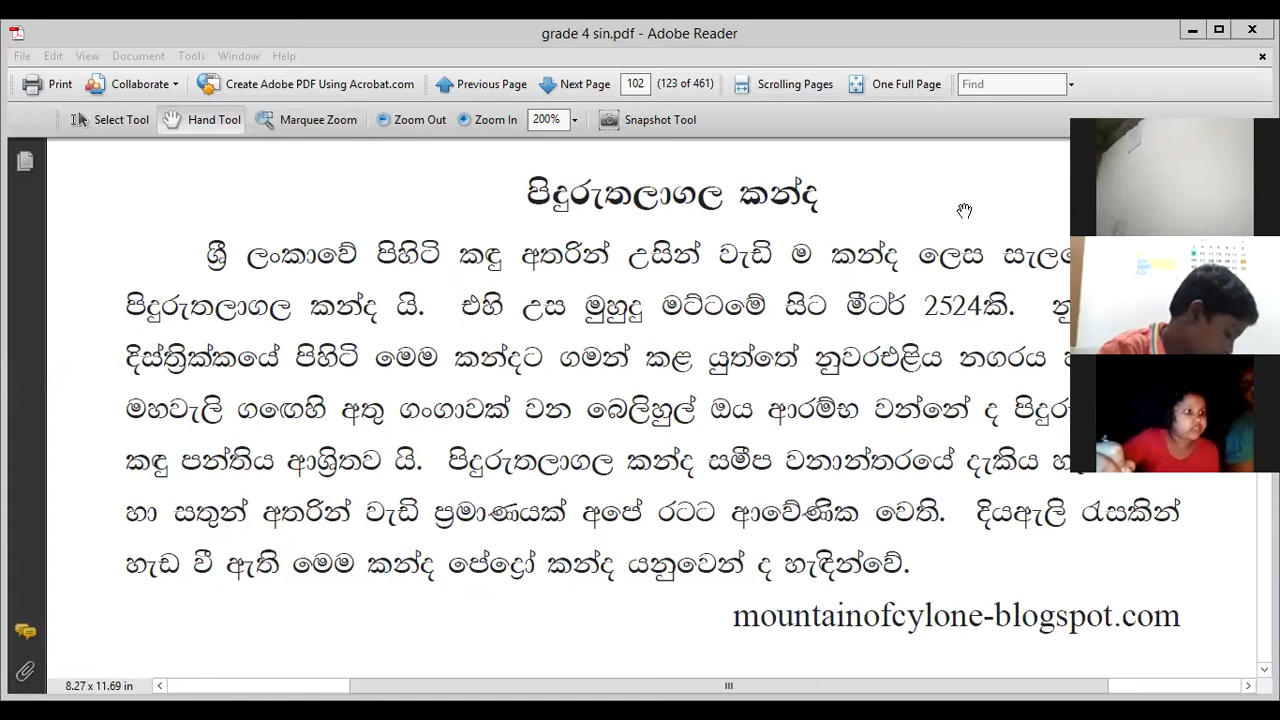 grade 4 sin.pdf - Adobe Reader
File Edit View Document Tools Window Help
Print Collaborate Create Adobe PDF Using Acrobat.com Previous Page Next Page 102 (123 of 461) Scrolling Pages One Full Page Find
Select Tool Hand Tool Marquee Zoom Zoom Out Zoom In 200% Snapshot Tool
පිදුරුතලාගල කන්ද
ශ්‍රී ලංකාවේ පිහිටි කඳු අතරින් උසින් වැඩි ම කන්ද ලෙස
පිදුරුතලාගල කන්ද යි. එහි උස මුහුදු මට්ටමේ සිට මීටර් 2524කි.
දිස්ත්‍රික්කයේ පිහිටි මෙම කන්දට ගමන් කළ යුත්තේ නුවරඑළිය නගරය
මහවැලි ගඟෙහි අතු ගංගාවක් වන බෙලිහුල් ඔය ආරම්භ වන්නේ ද
කඳු පන්තිය ආශ්‍රිතව යි. පිදුරුතලාගල කන්ද සමීප වනාන්තරයේ දැකිය
හා සතුන් අතරින් වැඩි ප්‍රමාණයක් අපේ රටට ආවේණික වෙති. දියඇලි රැසකින්
හැඩ වී ඇති මෙම කන්ද පේද්‍රෝ කන්ද යනුවෙන් ද හැඳින්වේ.
mountainofcylone-blogspot.com
8.27 x 11.69 in